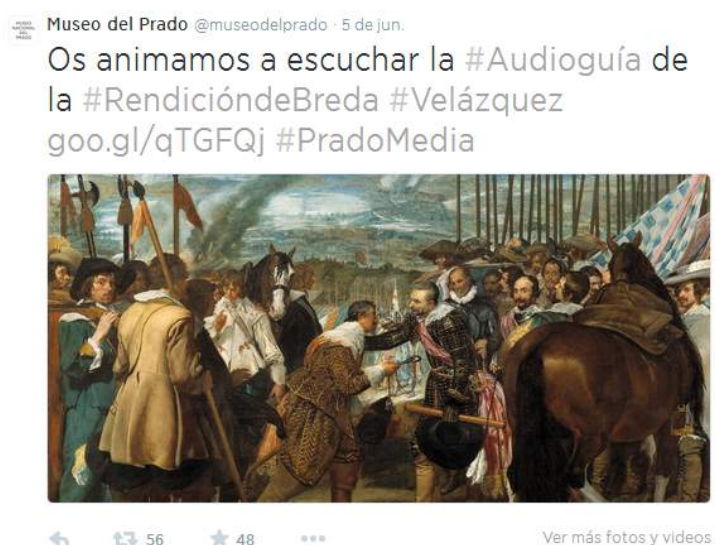 Museo del Prado @museodelprado · 5 de jun.
Os animamos a escuchar la #Audioguía de
la #RendicióndeBreda #Velázquez
goo.gl/qTGFQj #PradoMedia
56 48 Ver más fotos y videos